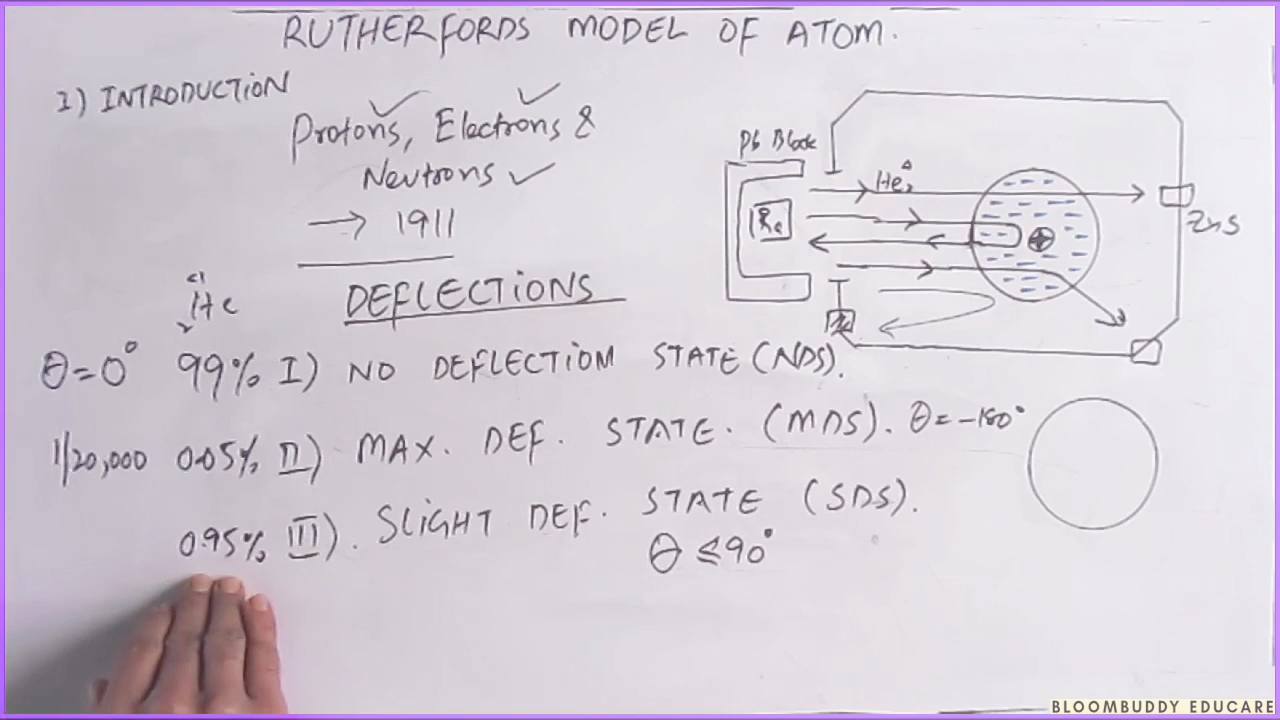 RUTHERFORDS MODEL OF ATOM.
I) INTRODUCTION
Protons, Electrons &
Neutrons
→ 1911
Pb Block
He
Ra
ZnS
He
2
DEFLECTIONS
θ=0° 99% I) NO DEFLECTIOM STATE (NDS).
1/20,000 0.05% II) MAX. DEF. STATE. (MDS). θ=-180°
0.95% III). SLIGHT DEF. STATE (SDS).
θ ≤ 90°
BLOOMBUDDY EDUCARE